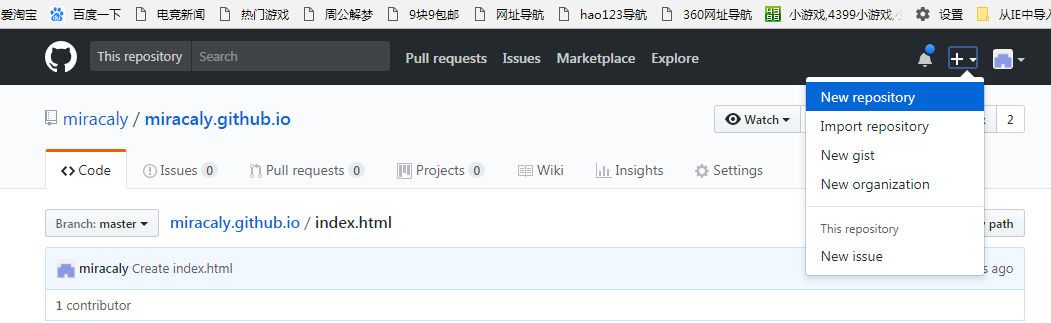 爱淘宝 百度一下 电竞新闻 热门游戏 周公解梦 9块9包邮 网址导航 hao123导航 360网址导航 小游戏,4399小游戏,小 设置 从IE中导入
This repository Search Pull requests Issues Marketplace Explore
New repository
miracaly / miracaly.github.io Watch 2
Import repository
New gist
Code Issues 0 Pull requests 0 Projects 0 Wiki Insights Settings
New organization
Branch: master miracaly.github.io / index.html path
This repository
New issue
miracaly Create index.html ago
1 contributor